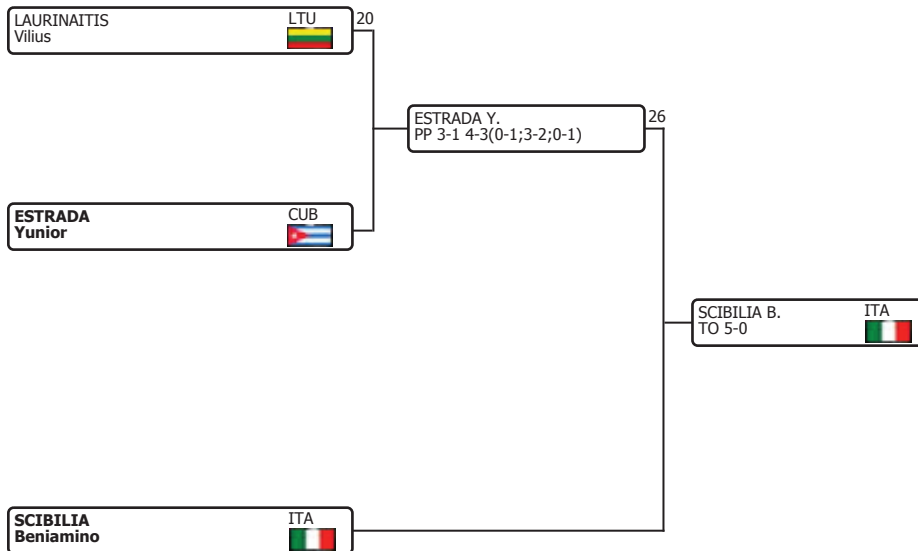 LAURINAITIS LTU 20
Vilius
ESTRADA Y. 26
PP 3-1 4-3(0-1;3-2;0-1)
ESTRADA CUB
Yunior
SCIBILIA B. ITA
TO 5-0
SCIBILIA ITA
Beniamino